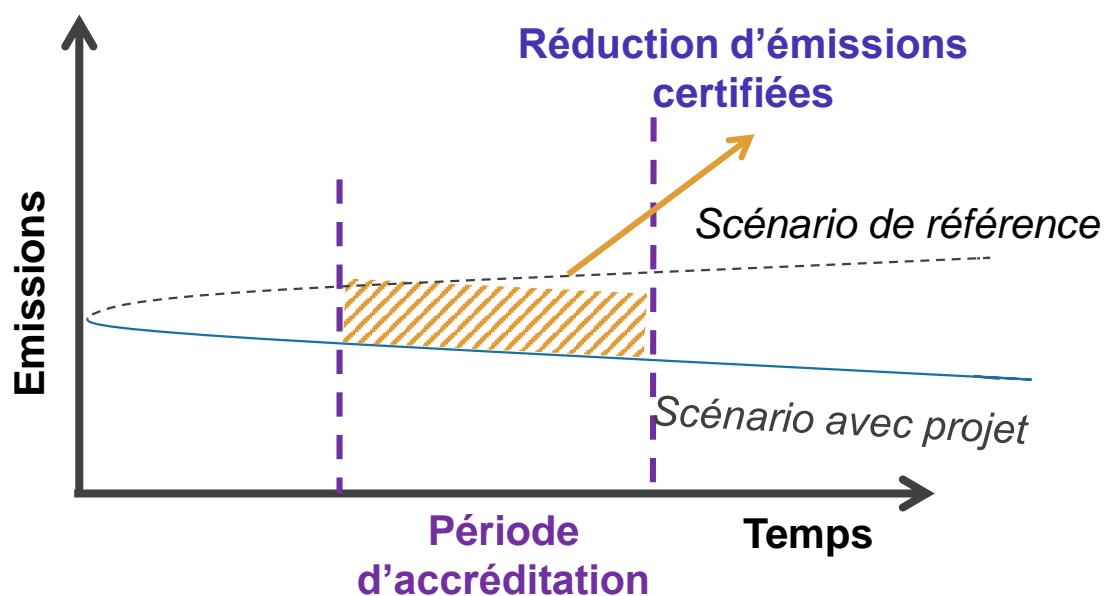 Réduction d’émissions
certifiées
Scénario de référence
Emissions
Scénario avec projet
Temps
Période
d’accréditation